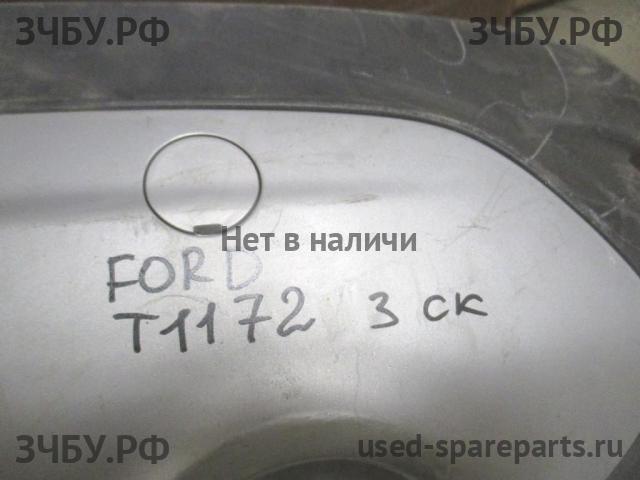 ЗЧБУ.РФ ЗЧБУ.РФ
Нет в наличи
FORD
T1172 3 ск
ЗЧБУ.РФ used-spareparts.ru